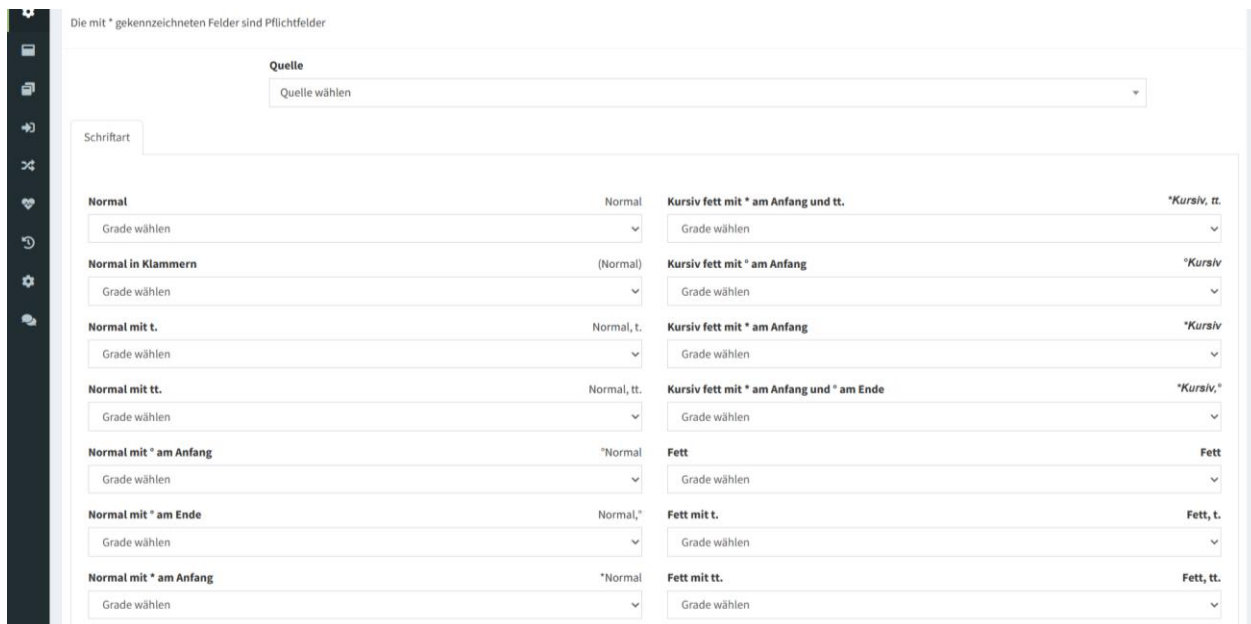 Die mit * gekennzeichneten Felder sind Pflichtfelder
Quelle
Quelle wählen
Schriftart
Normal Normal
Grade wählen
Kursiv fett mit * am Anfang und tt. *Kursiv, tt.
Grade wählen
Normal in Klammern (Normal)
Grade wählen
Kursiv fett mit ° am Anfang °Kursiv
Grade wählen
Normal mit t. Normal, t.
Grade wählen
Kursiv fett mit * am Anfang *Kursiv
Grade wählen
Normal mit tt. Normal, tt.
Grade wählen
Kursiv fett mit * am Anfang und ° am Ende *Kursiv,°
Grade wählen
Normal mit ° am Anfang °Normal
Grade wählen
Fett Fett
Grade wählen
Normal mit ° am Ende Normal,°
Grade wählen
Fett mit t. Fett, t.
Grade wählen
Normal mit * am Anfang *Normal
Grade wählen
Fett mit tt. Fett, tt.
Grade wählen